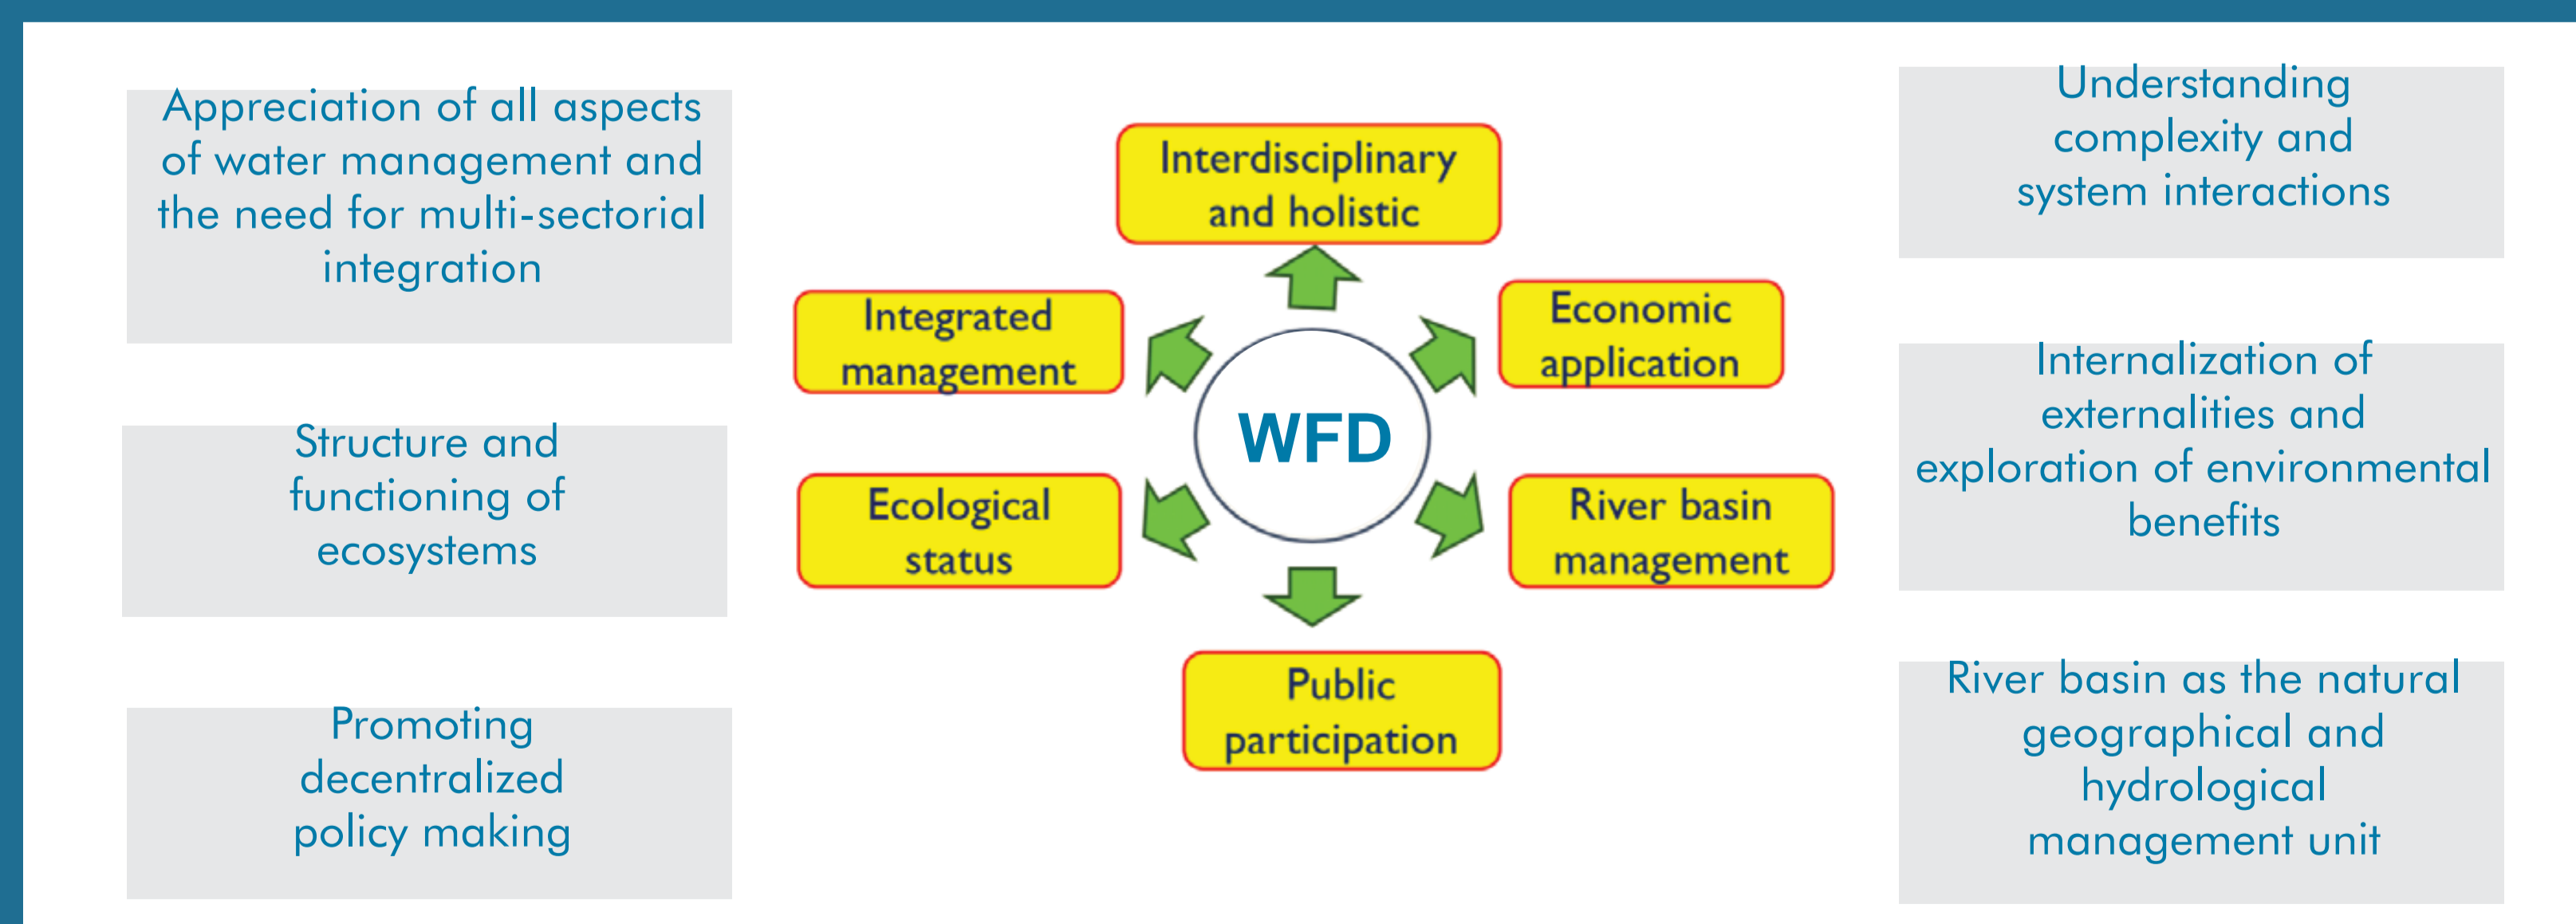 Appreciation of all aspects
of water management and
the need for multi-sectorial
integration
Structure and
functioning of
ecosystems
Promoting
decentralized
policy making
Interdisciplinary
and holistic
Integrated
management
Economic
application
WFD
Ecological
status
River basin
management
Public
participation
Understanding
complexity and
system interactions
Internalization of
externalities and
exploration of environmental
benefits
River basin as the natural
geographical and
hydrological
management unit